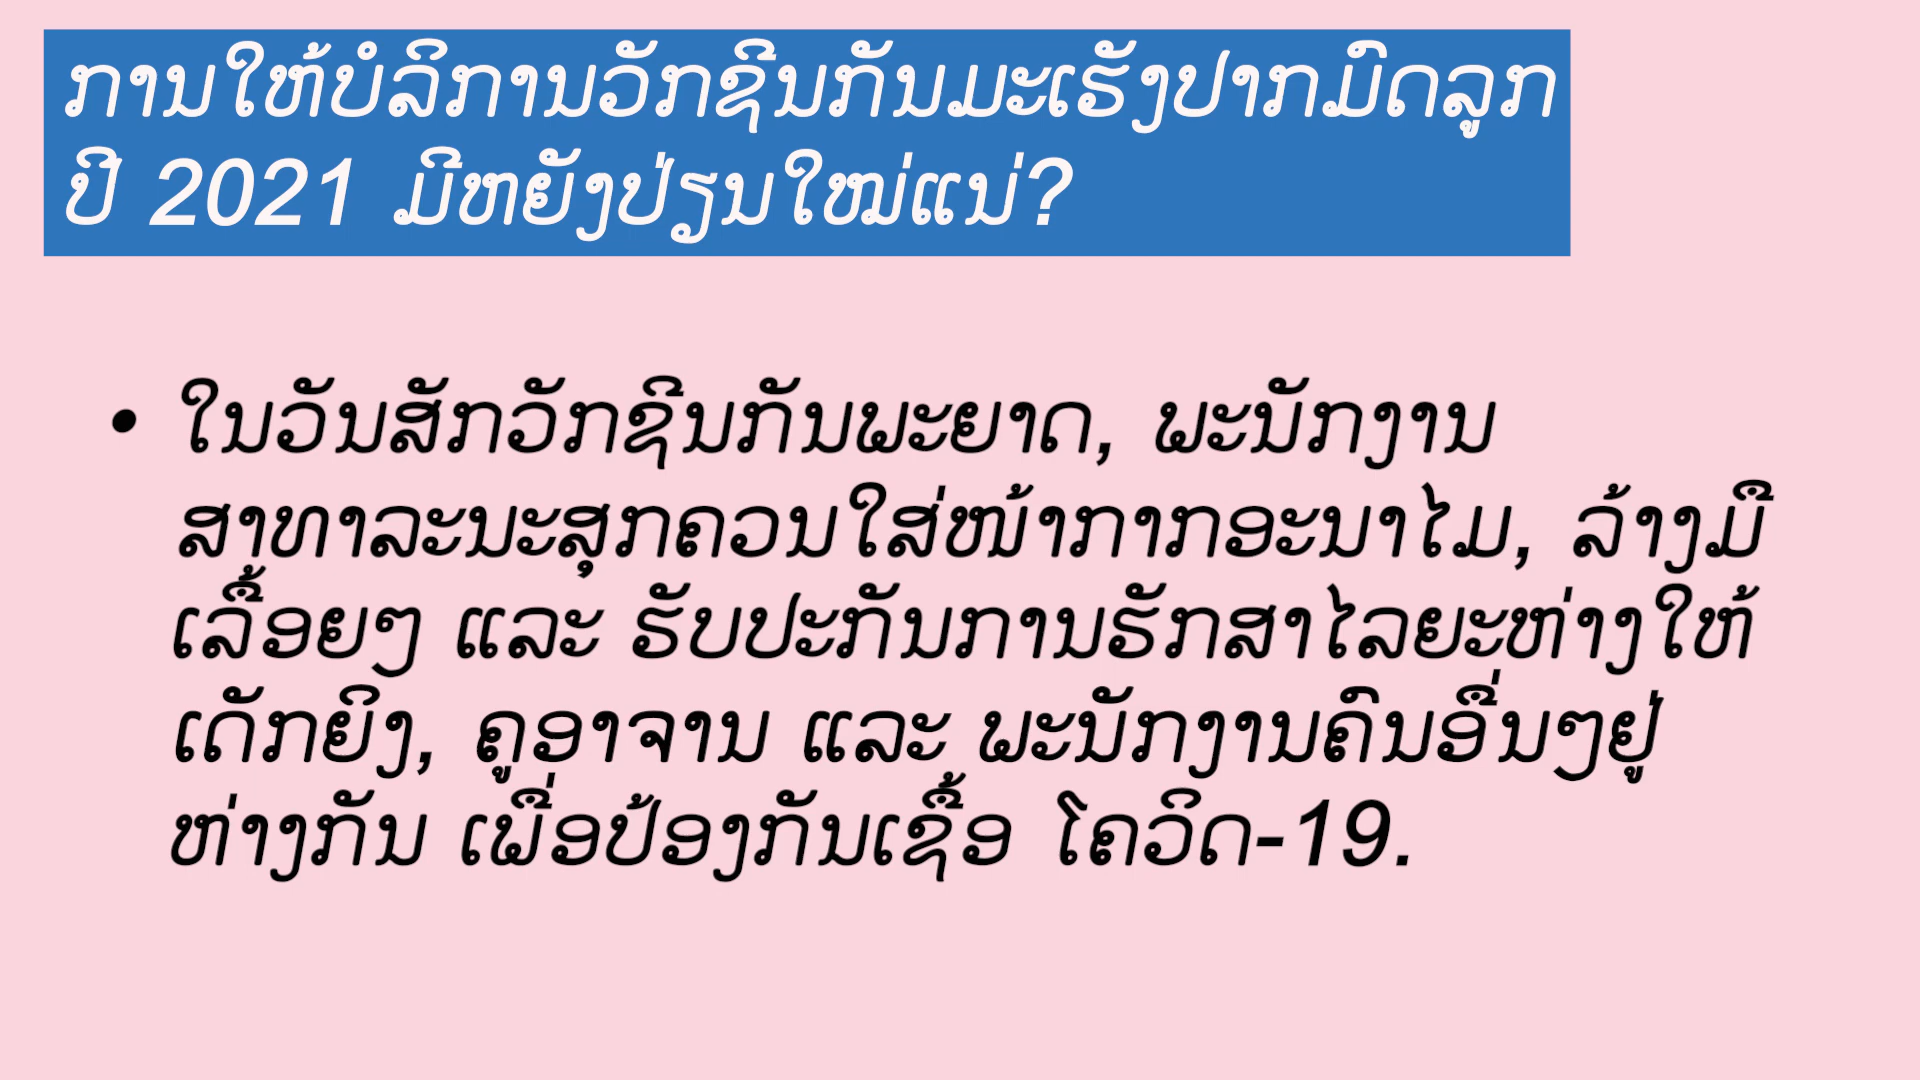 ການໃຫ້ບໍລິການວັກຊີນກັນມະເຮັງປາກມົດລູກ
ປີ 2021 ມີຫຍັງປ່ຽນໃໝ່ແນ່?
• ໃນວັນສັກວັກຊີນກັນພະຍາດ, ພະນັກງານ
ສາທາລະນະສຸກຄວນໃສ່ໜ້າກາກອະນາໄມ, ລ້າງມື
ເລື້ອຍໆ ແລະ ຮັບປະກັນການຮັກສາໄລຍະຫ່າງໃຫ້
ເດັກຍິງ, ຄູອາຈານ ແລະ ພະນັກງານຄົນອື່ນໆຢູ່
ຫ່າງກັນ ເພື່ອປ້ອງກັນເຊື້ອ ໂຄວິດ-19.